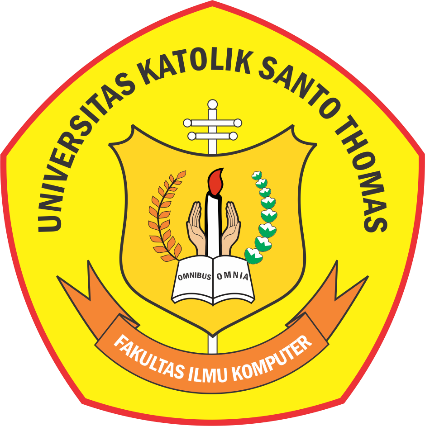 UNIVERSITAS KATOLIK SANTO THOMAS
OMNIBUS OMNIA
FAKULTAS ILMU KOMPUTER